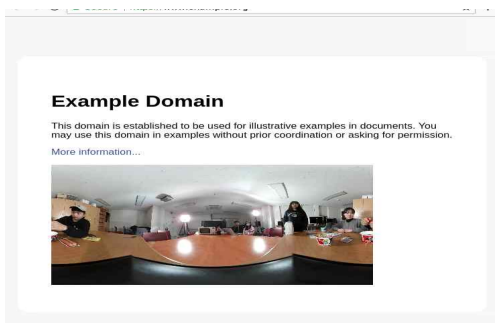 Example Domain
This domain is established to be used for illustrative examples in documents. You
may use this domain in examples without prior coordination or asking for permission.
More information...